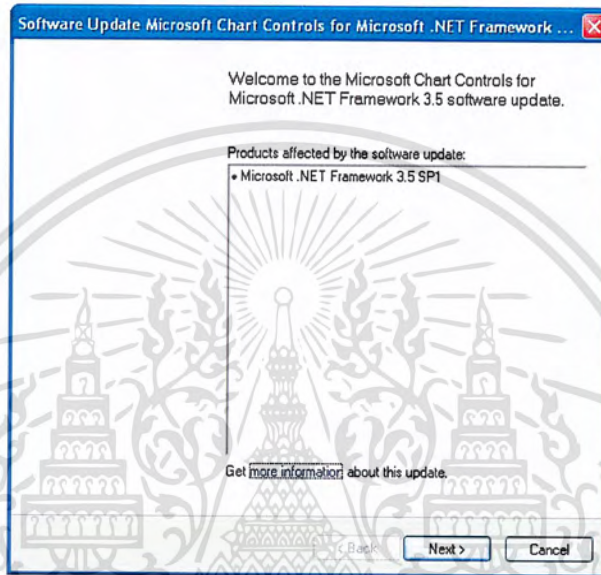 Software Update Microsoft Chart Controls for Microsoft .NET Framework ...
Welcome to the Microsoft Chart Controls for
Microsoft .NET Framework 3.5 software update.
Products affected by the software update:
• Microsoft .NET Framework 3.5 SP1
Get more information about this update.
< Back
Next >
Cancel